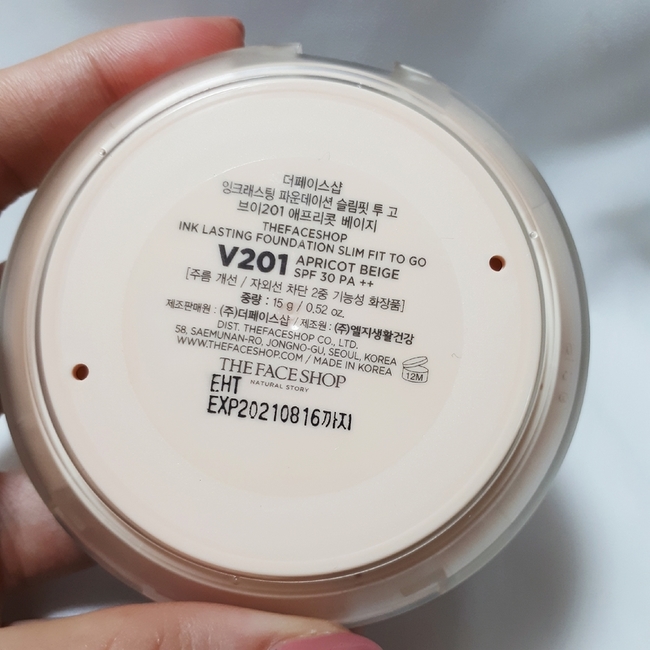 더페이스샵
잉크래스팅 파운데이션 슬림핏 투 고
브이201 애프리콧 베이지
THEFACESHOP
INK LASTING FOUNDATION SLIM FIT TO GO
V201 APRICOT BEIGE
SPF 30 PA ++
[주름 개선 / 자외선 차단 2중 기능성 화장품]
중량 : 15 g / 0.52 oz.
제조판매원 : (주)더페이스샵 / 제조원 : (주)엘지생활건강
DIST. THEFACESHOP CO., LTD.
58, SAEMUNAN-RO, JONGNO-GU, SEOUL, KOREA
WWW.THEFACESHOP.COM / MADE IN KOREA
12M
THE FACE SHOP
NATURAL STORY
EHT
EXP20210816까지